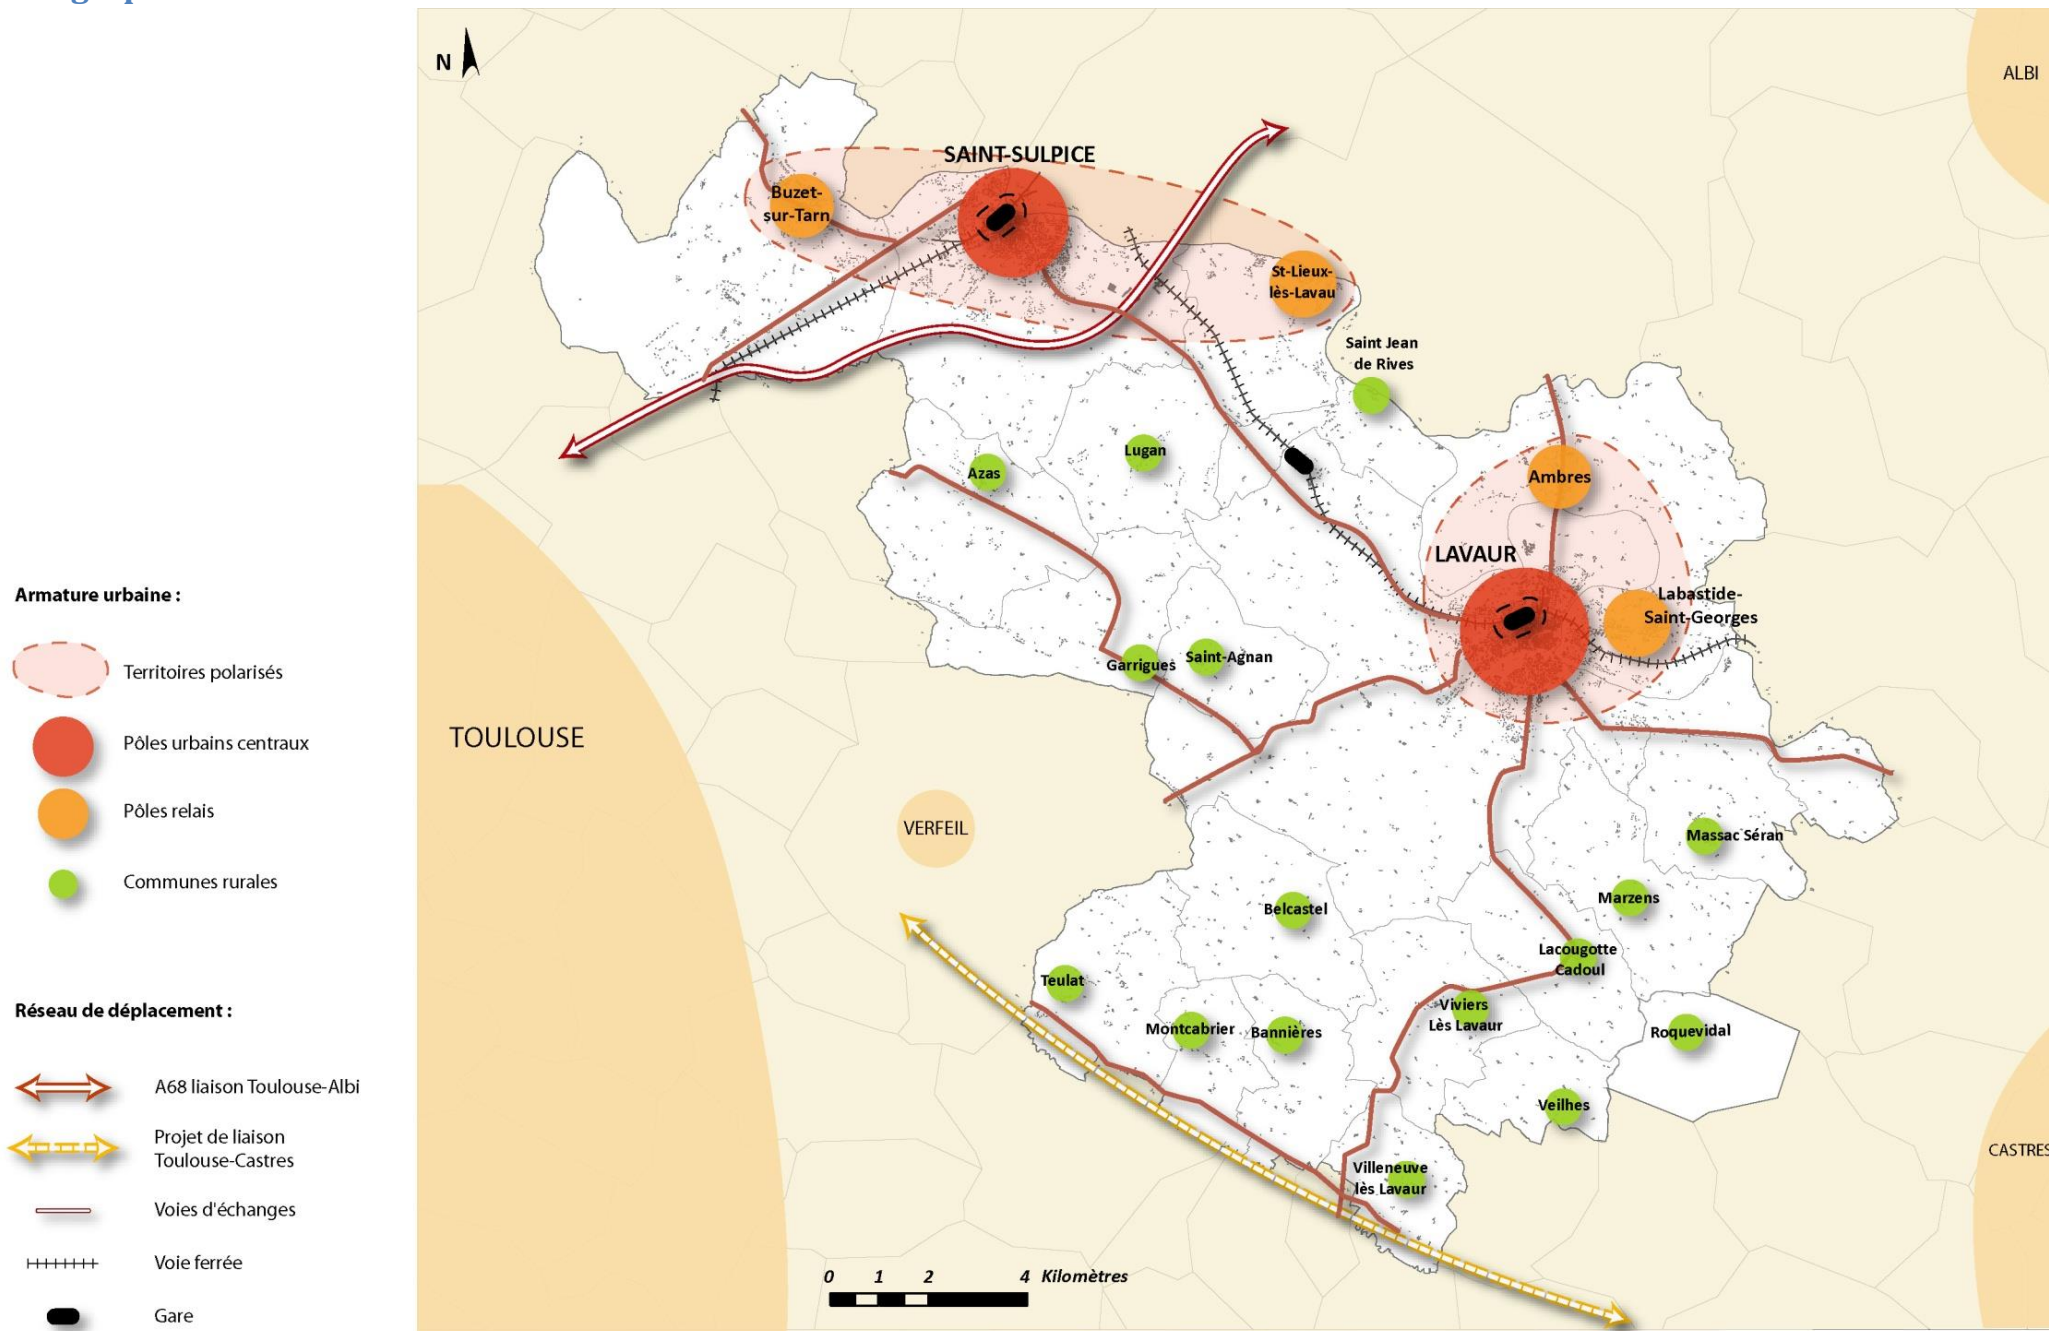 N
ALBI
SAINT-SULPICE
Buzet-
sur-Tarn
St-Lieux-
lès-Lavau
Saint Jean
de Rives
Lugan
Azas
Ambres
LAVAUR
Labastide-
Saint-Georges
Garrigues
Saint-Agnan
TOULOUSE
VERFEIL
Massac Séran
Marzens
Belcastel
Lacougotte
Cadoul
Teulat
Viviers
Lès Lavaur
Montcabrier
Bannières
Roquevidal
Veilhes
CASTRES
Villeneuve
lès Lavaur
0 1 2 4 Kilomètres
Armature urbaine :
Territoires polarisés
Pôles urbains centraux
Pôles relais
Communes rurales
Réseau de déplacement :
A68 liaison Toulouse-Albi
Projet de liaison
Toulouse-Castres
Voies d'échanges
Voie ferrée
Gare